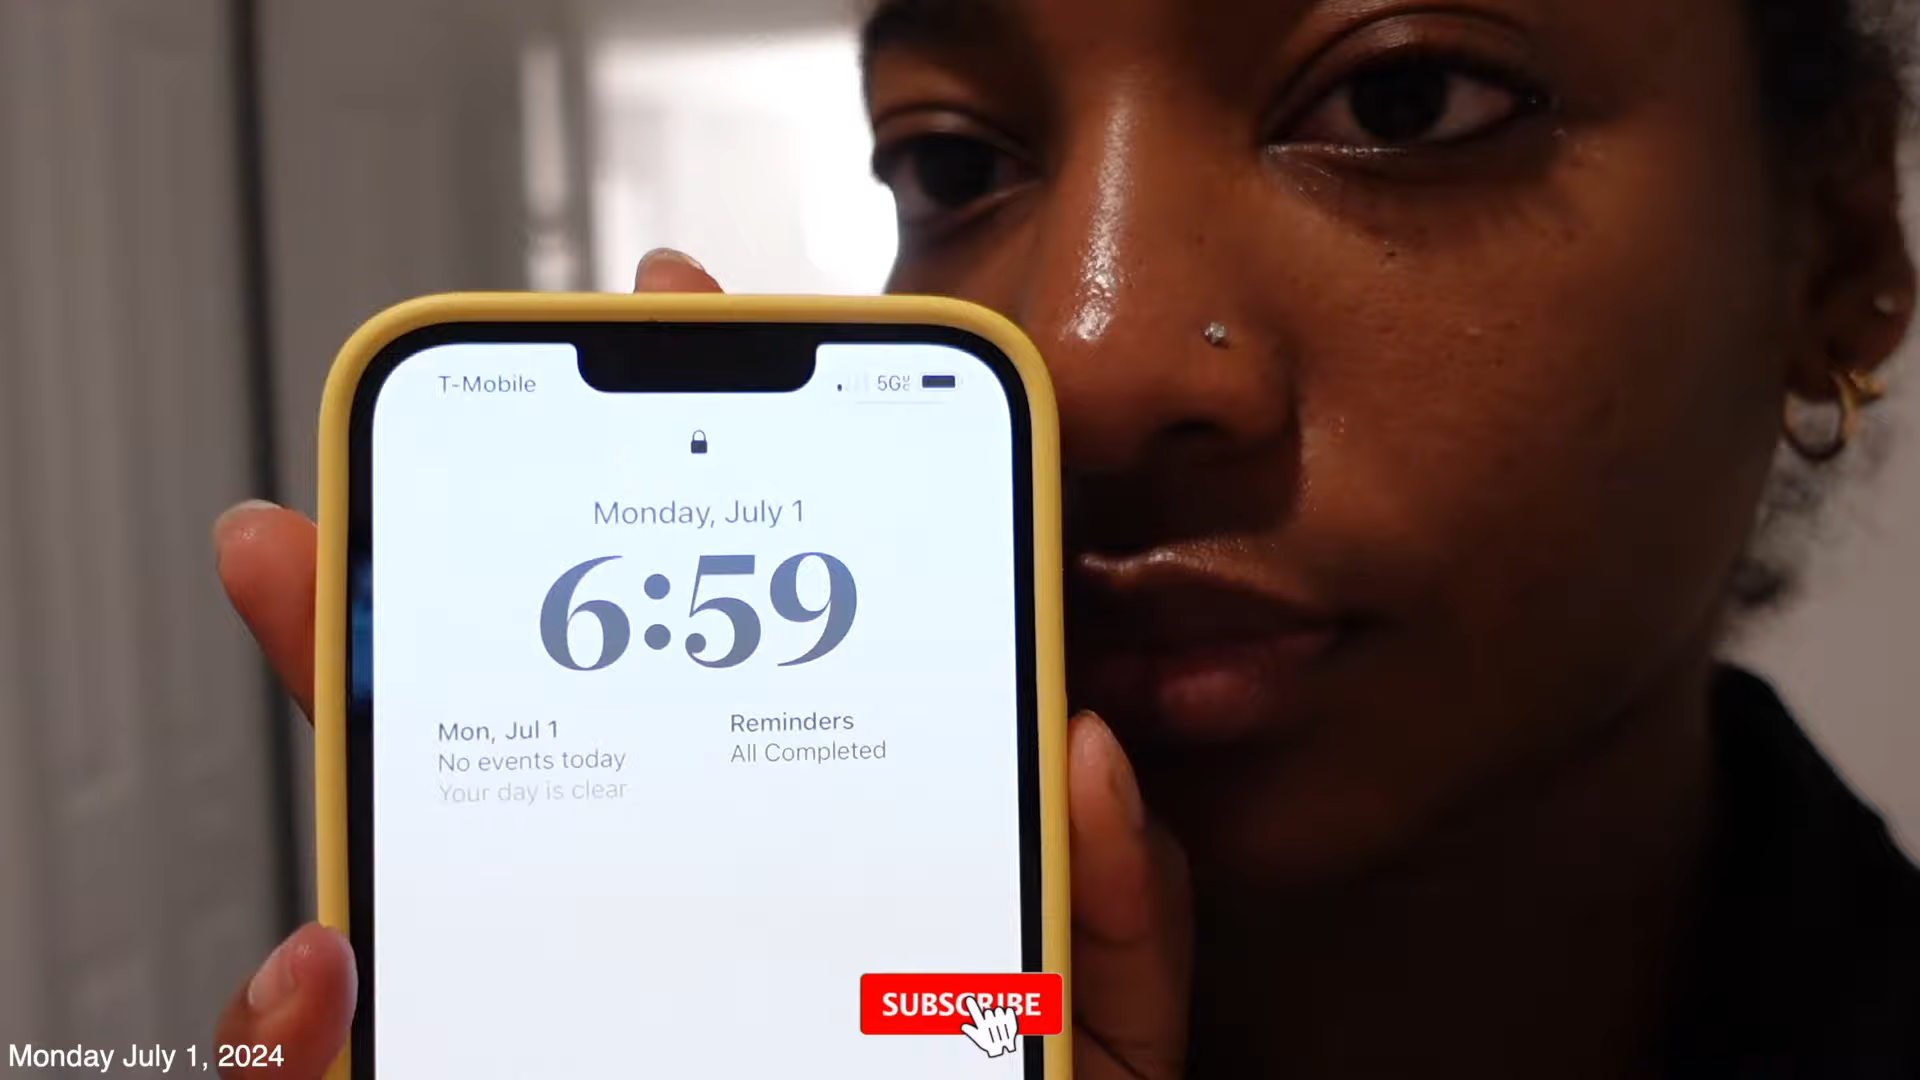 T-Mobile
5G UC
Monday, July 1
6:59
Mon, Jul 1
No events today
Your day is clear
Reminders
All Completed
SUBSCRIBE
Monday July 1, 2024